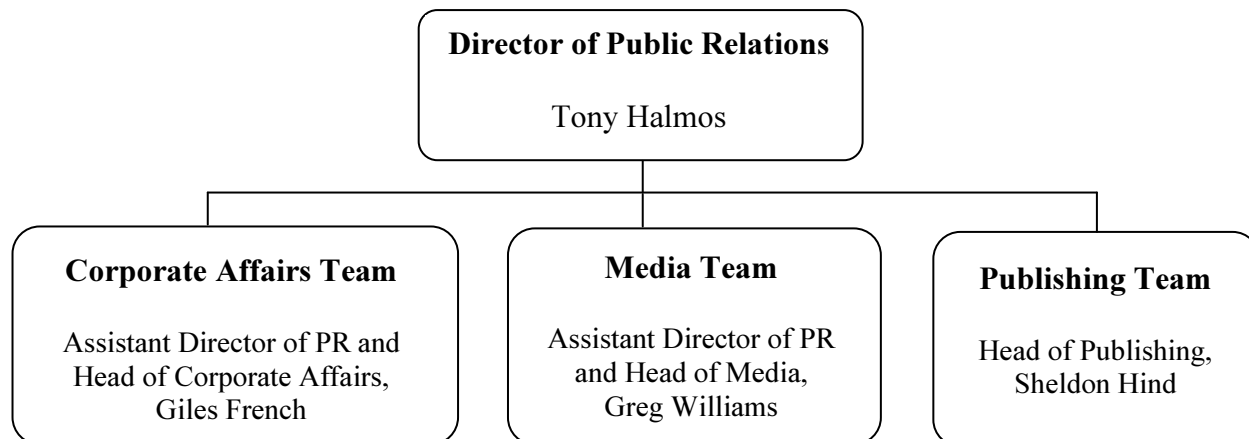 Director of Public Relations
Tony Halmos
Corporate Affairs Team
Assistant Director of PR and
Head of Corporate Affairs,
Giles French
Media Team
Assistant Director of PR
and Head of Media,
Greg Williams
Publishing Team
Head of Publishing,
Sheldon Hind